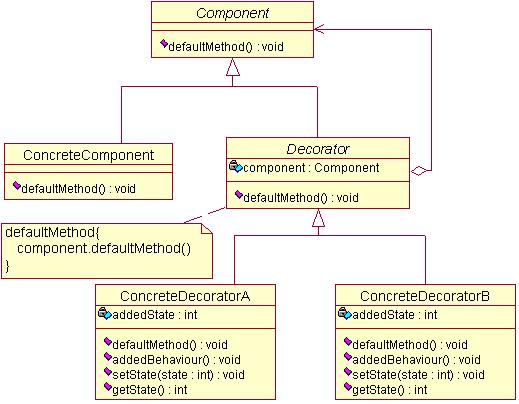 Component
defaultMethod() : void
ConcreteComponent
defaultMethod() : void
Decorator
component : Component
defaultMethod() : void
defaultMethod{
component.defaultMethod()
}
ConcreteDecoratorA
addedState : int
defaultMethod() : void
addedBehaviour() : void
setState(state : int) : void
getState() : int
ConcreteDecoratorB
addedState : int
defaultMethod() : void
addedBehaviour() : void
setState(state : int) : void
getState() : int